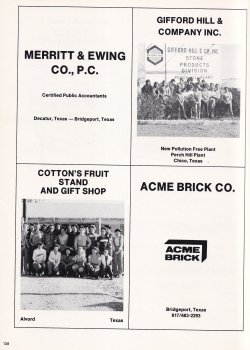 MERRITT & EWING
CO., P.C.
Certified Public Accountants
Decatur, Texas — Bridgeport, Texas
GIFFORD HILL &
COMPANY INC.
GIFFORD-HILL & CO. INC.
STONE
PRODUCTS
DIVISION
New Pollution Free Plant
Perch Hill Plant
Chico, Texas
COTTON'S FRUIT
STAND
AND GIFT SHOP
Alvord
Texas
ACME BRICK CO.
ACME
BRICK
Bridgeport, Texas
817/683-2393